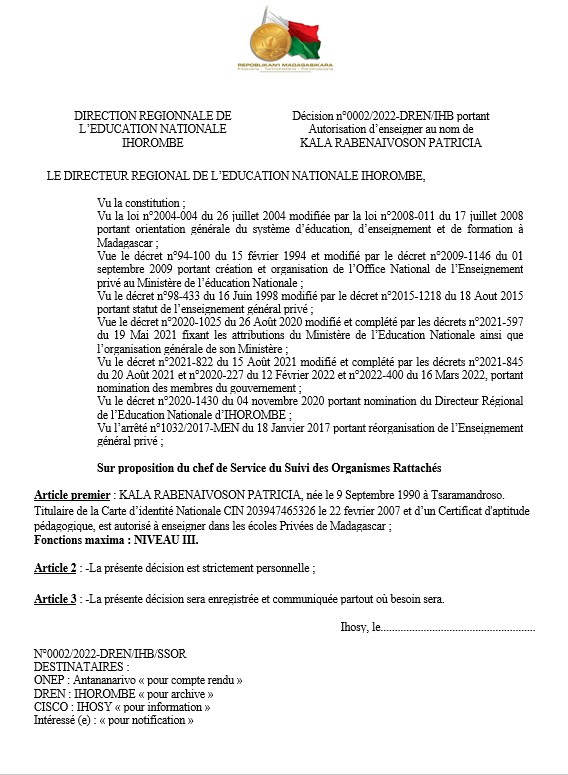 REPOBLIKAN'I MADAGASIKARA
DIRECTION REGIONNALE DE
L'EDUCATION NATIONALE
IHOROMBE
Décision n°0002/2022-DREN/IHB portant
Autorisation d'enseigner au nom de
KALA RABENAIVOSON PATRICIA
LE DIRECTEUR REGIONAL DE L'EDUCATION NATIONALE IHOROMBE,
Vu la constitution ;
Vu la loi n°2004-004 du 26 juillet 2004 modifiée par la loi n°2008-011 du 17 juillet 2008
portant orientation générale du système d'éducation, d'enseignement et de formation à
Madagascar ;
Vue le décret n°94-100 du 15 février 1994 et modifié par le décret n°2009-1146 du 01
septembre 2009 portant création et organisation de l'Office National de l'Enseignement
privé au Ministère de l'éducation Nationale ;
Vu le décret n°98-433 du 16 Juin 1998 modifié par le décret n°2015-1218 du 18 Aout 2015
portant statut de l'enseignement général privé ;
Vue le décret n°2020-1025 du 26 Août 2020 modifié et complété par les décrets n°2021-597
du 19 Mai 2021 fixant les attributions du Ministère de l'Education Nationale ainsi que
l'organisation générale de son Ministère ;
Vu le décret n°2021-822 du 15 Août 2021 modifié et complété par les décrets n°2021-845
du 20 Août 2021 et n°2020-227 du 12 Février 2022 et n°2022-400 du 16 Mars 2022, portant
nomination des membres du gouvernement ;
Vu le décret n°2020-1430 du 04 novembre 2020 portant nomination du Directeur Régional
de l'Education Nationale d'IHOROMBE ;
Vu l'arrêté n°1032/2017-MEN du 18 Janvier 2017 portant réorganisation de l'Enseignement
général privé ;
Sur proposition du chef de Service du Suivi des Organismes Rattachés
Article premier : KALA RABENAIVOSON PATRICIA, née le 9 Septembre 1990 à Tsaramandroso.
Titulaire de la Carte d'identité Nationale CIN 203947465326 le 22 fevrier 2007 et d'un Certificat d'aptitude
pédagogique, est autorisé à enseigner dans les écoles Privées de Madagascar ;
Fonctions maxima : NIVEAU III.
Article 2 : -La présente décision est strictement personnelle ;
Article 3 : -La présente décision sera enregistrée et communiquée partout où besoin sera.
Ihosy, le......................................................
N°0002/2022-DREN/IHB/SSOR
DESTINATAIRES :
ONEP : Antananarivo « pour compte rendu »
DREN : IHOROMBE « pour archive »
CISCO : IHOSY « pour information »
Intéressé (e) : « pour notification »